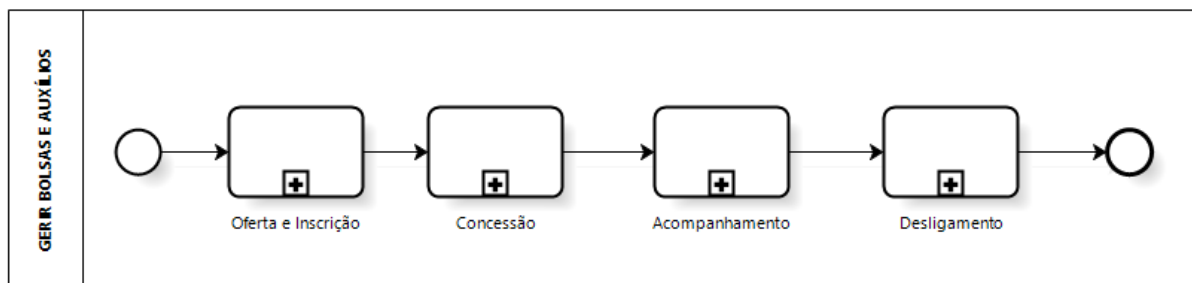 GERIR BOLSAS E AUXÍLIOS
Oferta e Inscrição
Concessão
Acompanhamento
Desligamento